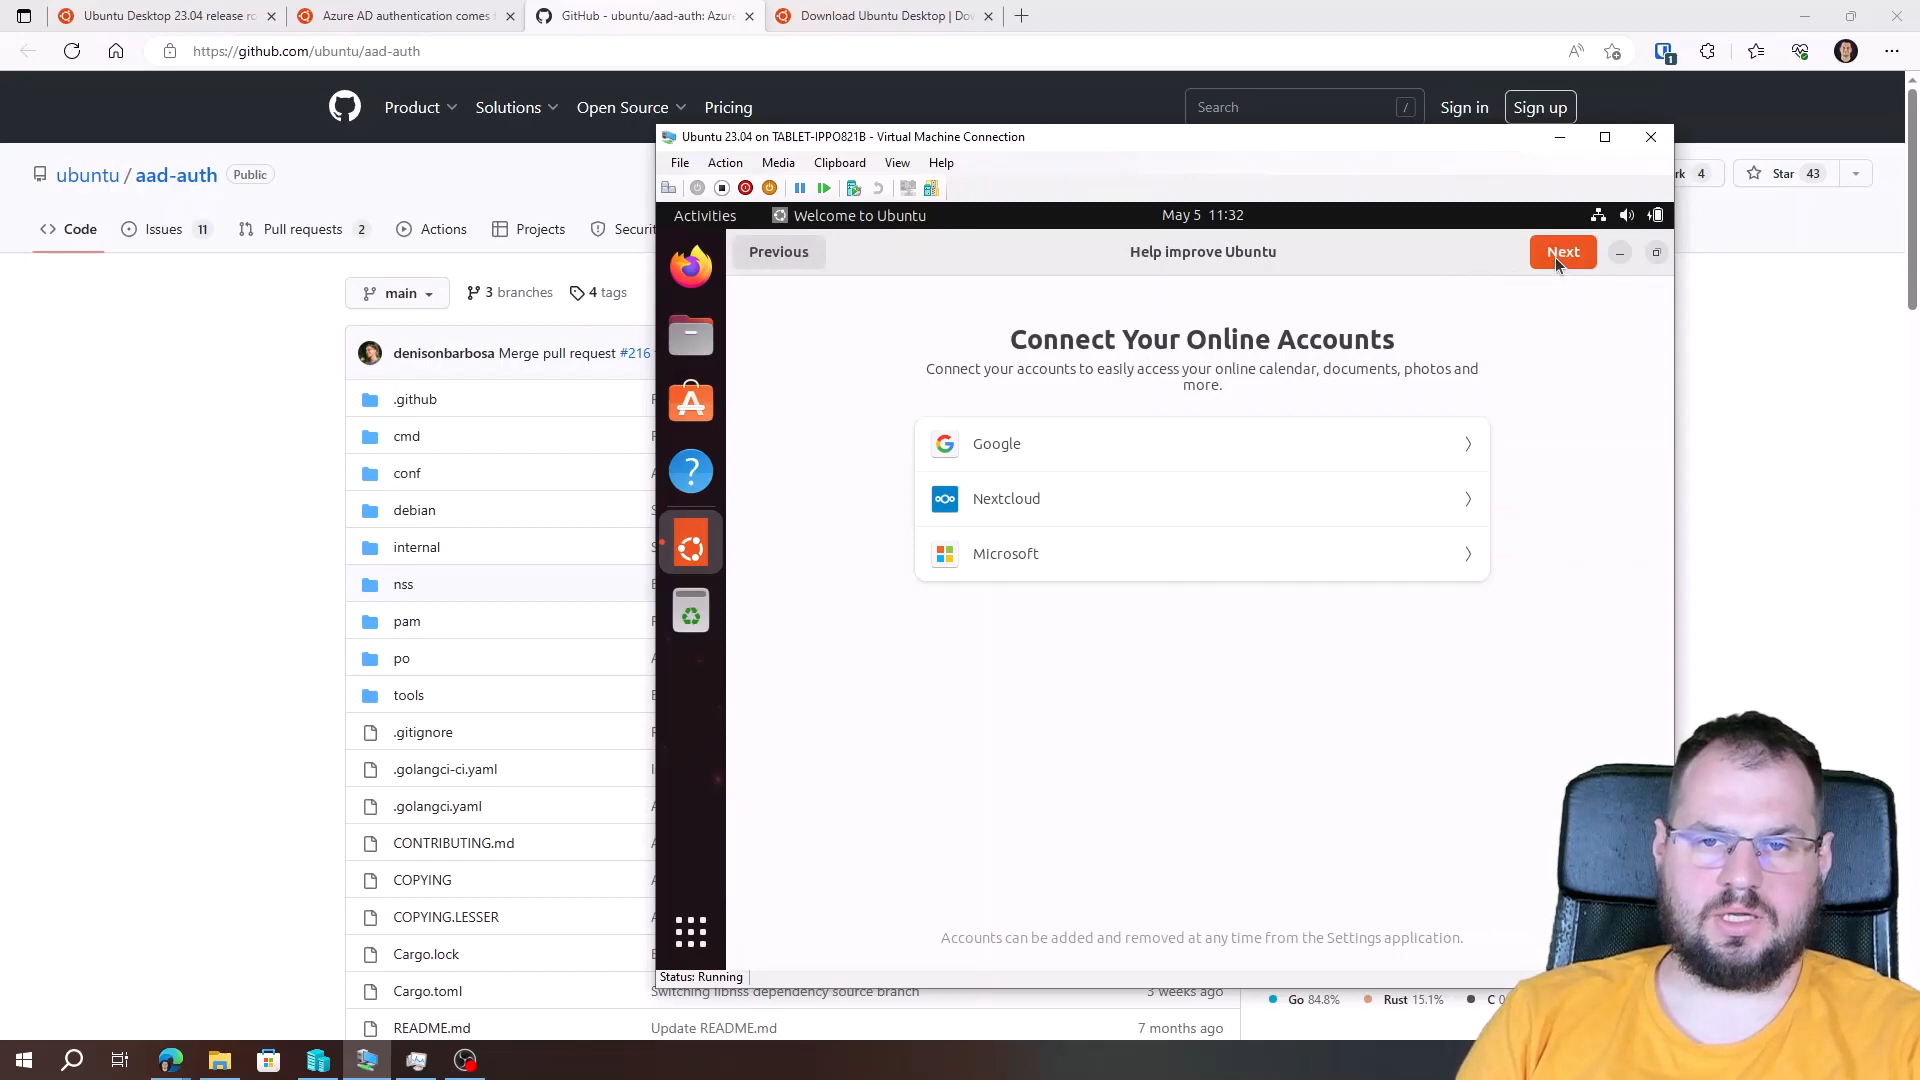 Ubuntu Desktop 23.04 release ro
Azure AD authentication comes t
GitHub - ubuntu/aad-auth: Azure
Download Ubuntu Desktop | Dow
https://github.com/ubuntu/aad-auth
1
Product
Solutions
Open Source
Pricing
Search
/
Sign in
Sign up
ubuntu / aad-auth
Public
rk 4
Star 43
Code
Issues 11
Pull requests 2
Actions
Projects
Securi
main
3 branches
4 tags
denisonbarbosa Merge pull request #216
.github
cmd
conf
debian
internal
nss
pam
po
tools
.gitignore
.golangci-ci.yaml
.golangci.yaml
CONTRIBUTING.md
COPYING
COPYING.LESSER
Cargo.lock
Cargo.toml
Switching libnss dependency source branch
3 weeks ago
README.md
Update README.md
7 months ago
Go 84.8%
Rust 15.1%
C 0
Ubuntu 23.04 on TABLET-IPPO821B - Virtual Machine Connection
File
Action
Media
Clipboard
View
Help
Activities
Welcome to Ubuntu
May 5 11:32
Previous
Help improve Ubuntu
Next
Connect Your Online Accounts
Connect your accounts to easily access your online calendar, documents, photos and
more.
Google
Nextcloud
Microsoft
Accounts can be added and removed at any time from the Settings application.
Status: Running